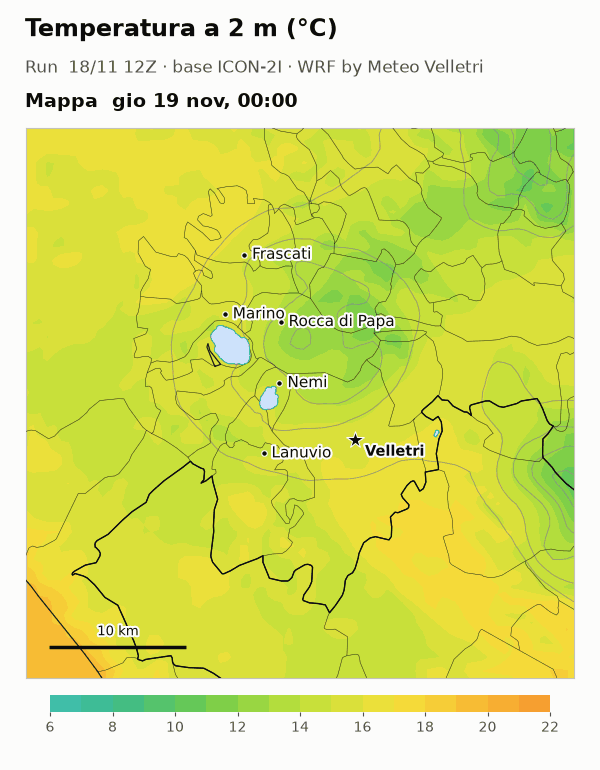 Temperatura a 2 m (°C)
Run  18/11 12Z · base ICON-2I · WRF by Meteo Velletri
Mappa  gio 19 nov, 00:00
Frascati
Marino
Rocca di Papa
Nemi
Velletri
Lanuvio
10 km
6 8 10 12 14 16 18 20 22